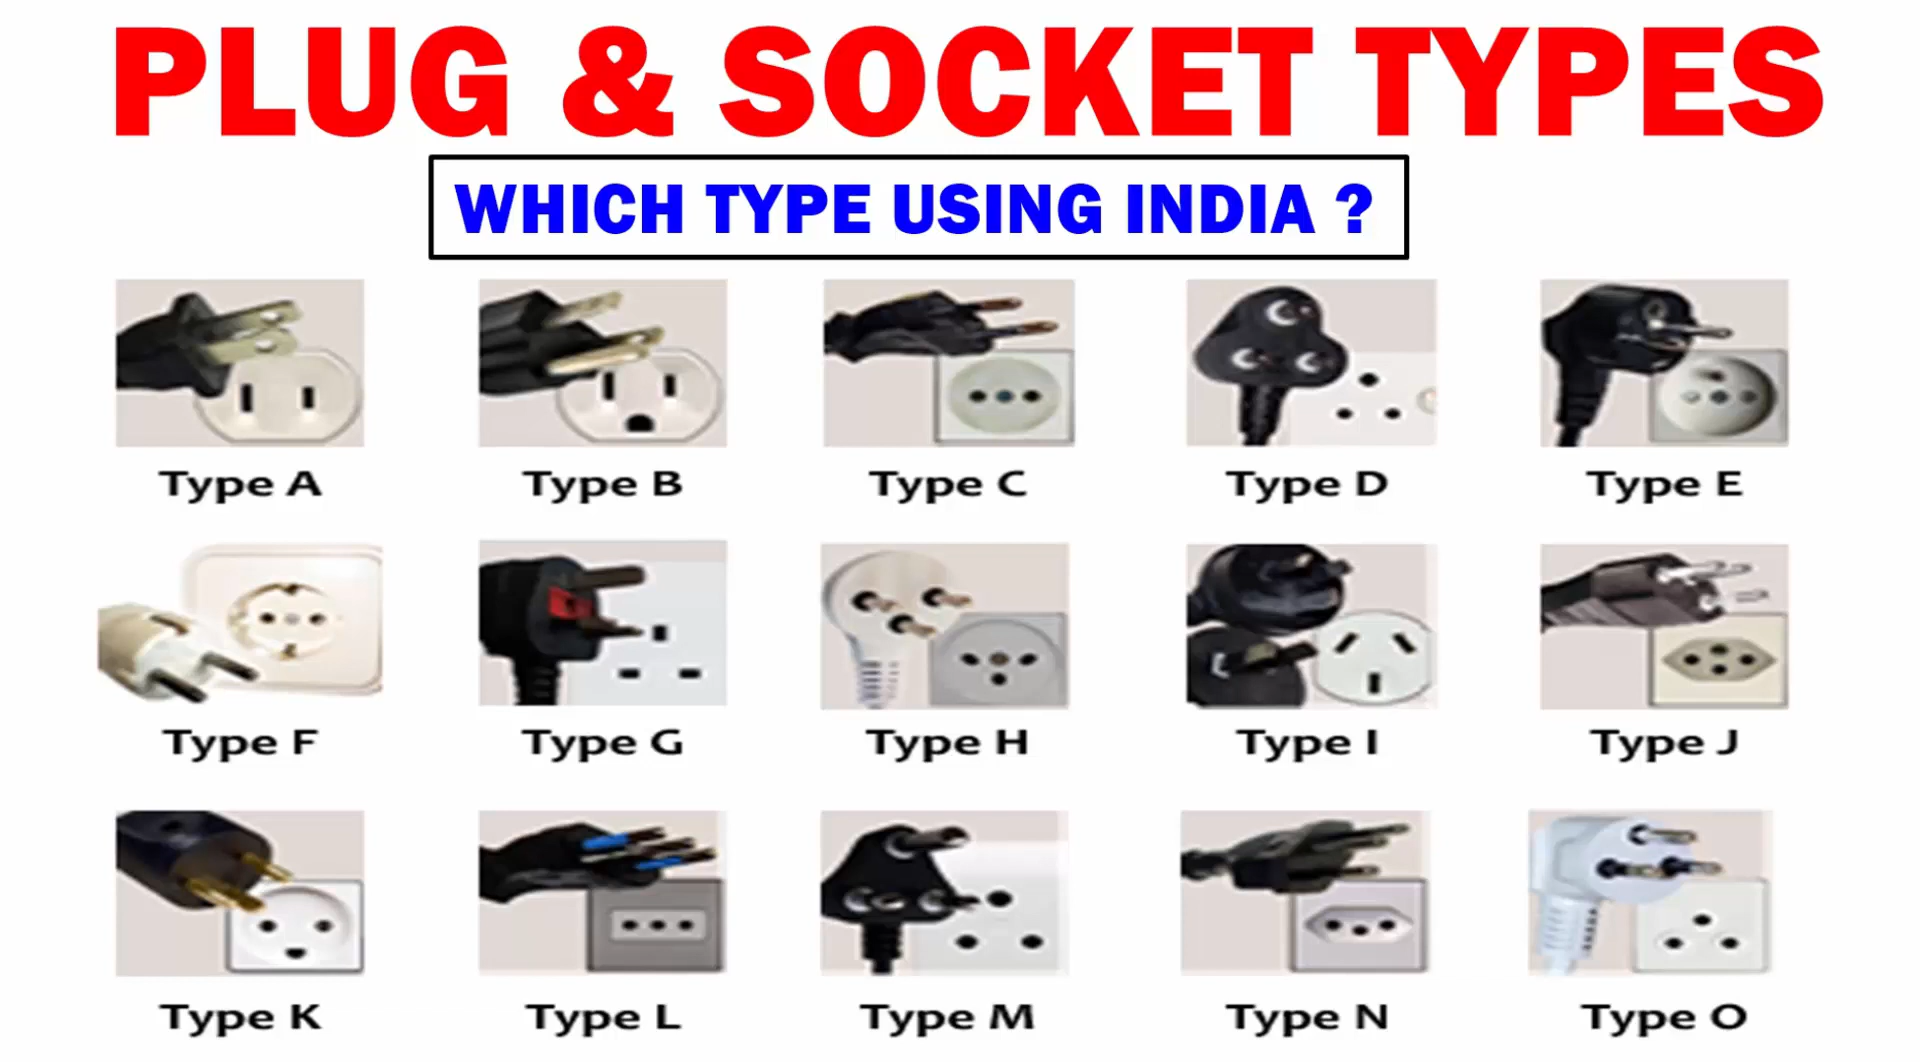 PLUG & SOCKET TYPES
WHICH TYPE USING INDIA ?
Type A
Type B
Type C
Type D
Type E
Type F
Type G
Type H
Type I
Type J
Type K
Type L
Type M
Type N
Type O